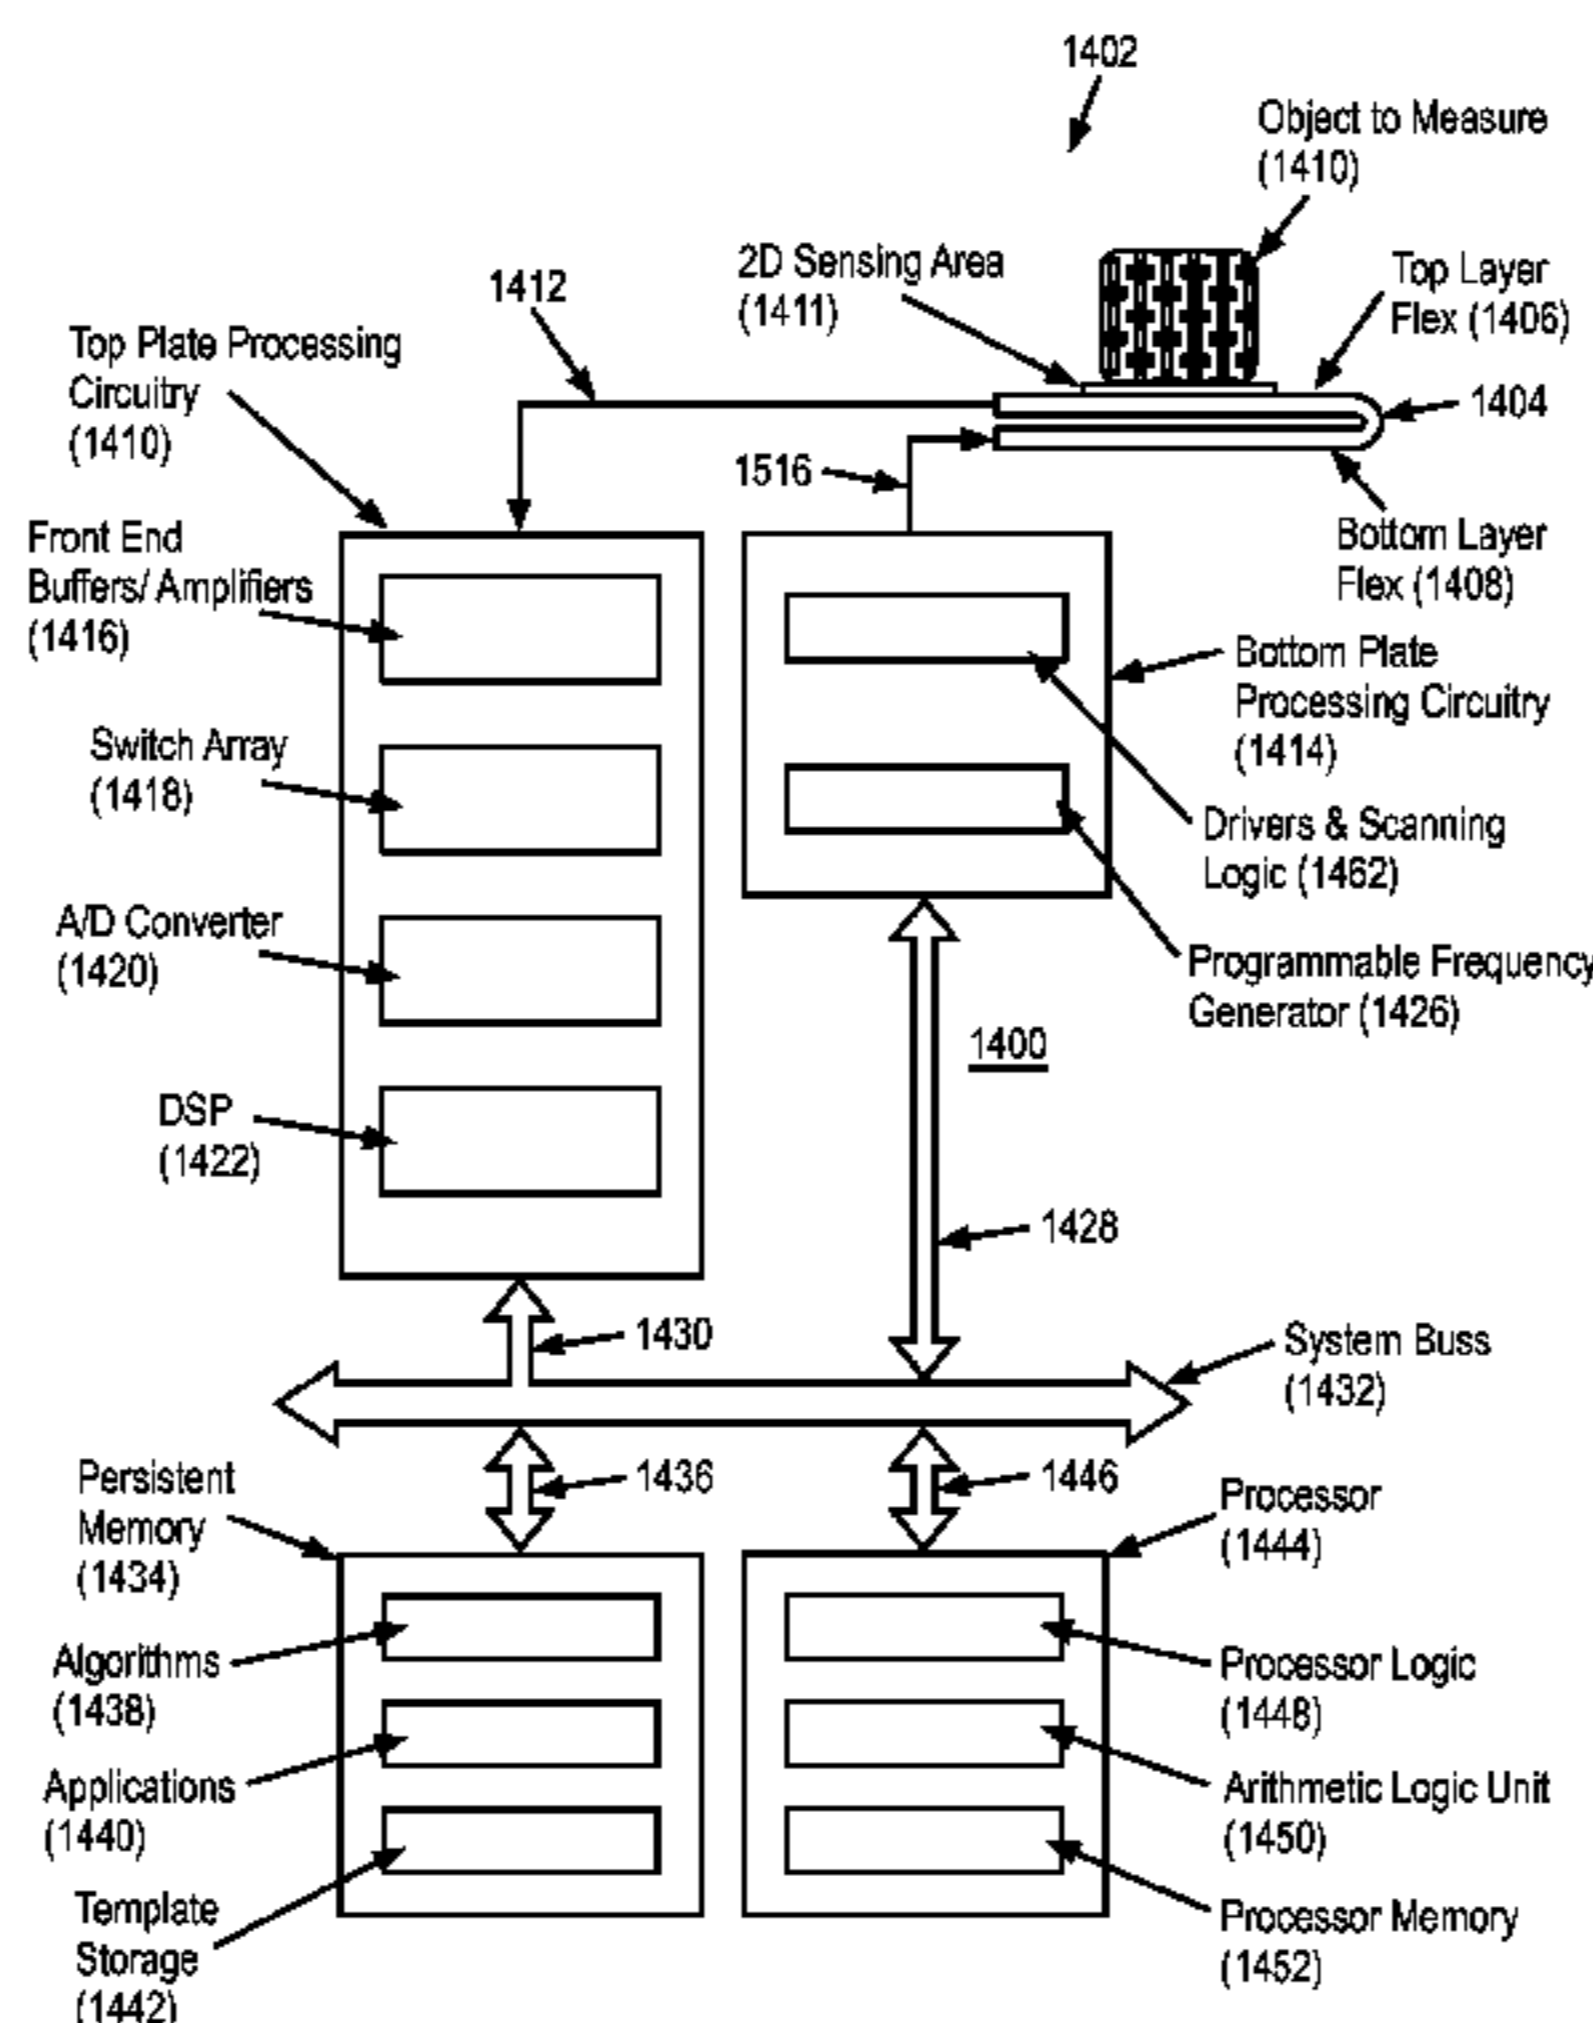 1402
Object to Measure
(1410)
2D Sensing Area
(1411)
Top Layer
Flex (1406)
1412
Top Plate Processing
Circuitry
(1410)
1404
1516
Bottom Layer
Flex (1408)
Front End
Buffers/ Amplifiers
(1416)
Bottom Plate
Processing Circuitry
(1414)
Switch Array
(1418)
Drivers & Scanning
Logic (1462)
A/D Converter
(1420)
Programmable Frequency
Generator (1426)
1400
DSP
(1422)
1428
1430
System Buss
(1432)
Persistent
Memory
(1434)
1436
1446
Processor
(1444)
Algorithms
(1438)
Processor Logic
(1448)
Applications
(1440)
Arithmetic Logic Unit
(1450)
Template
Storage
(1442)
Processor Memory
(1452)